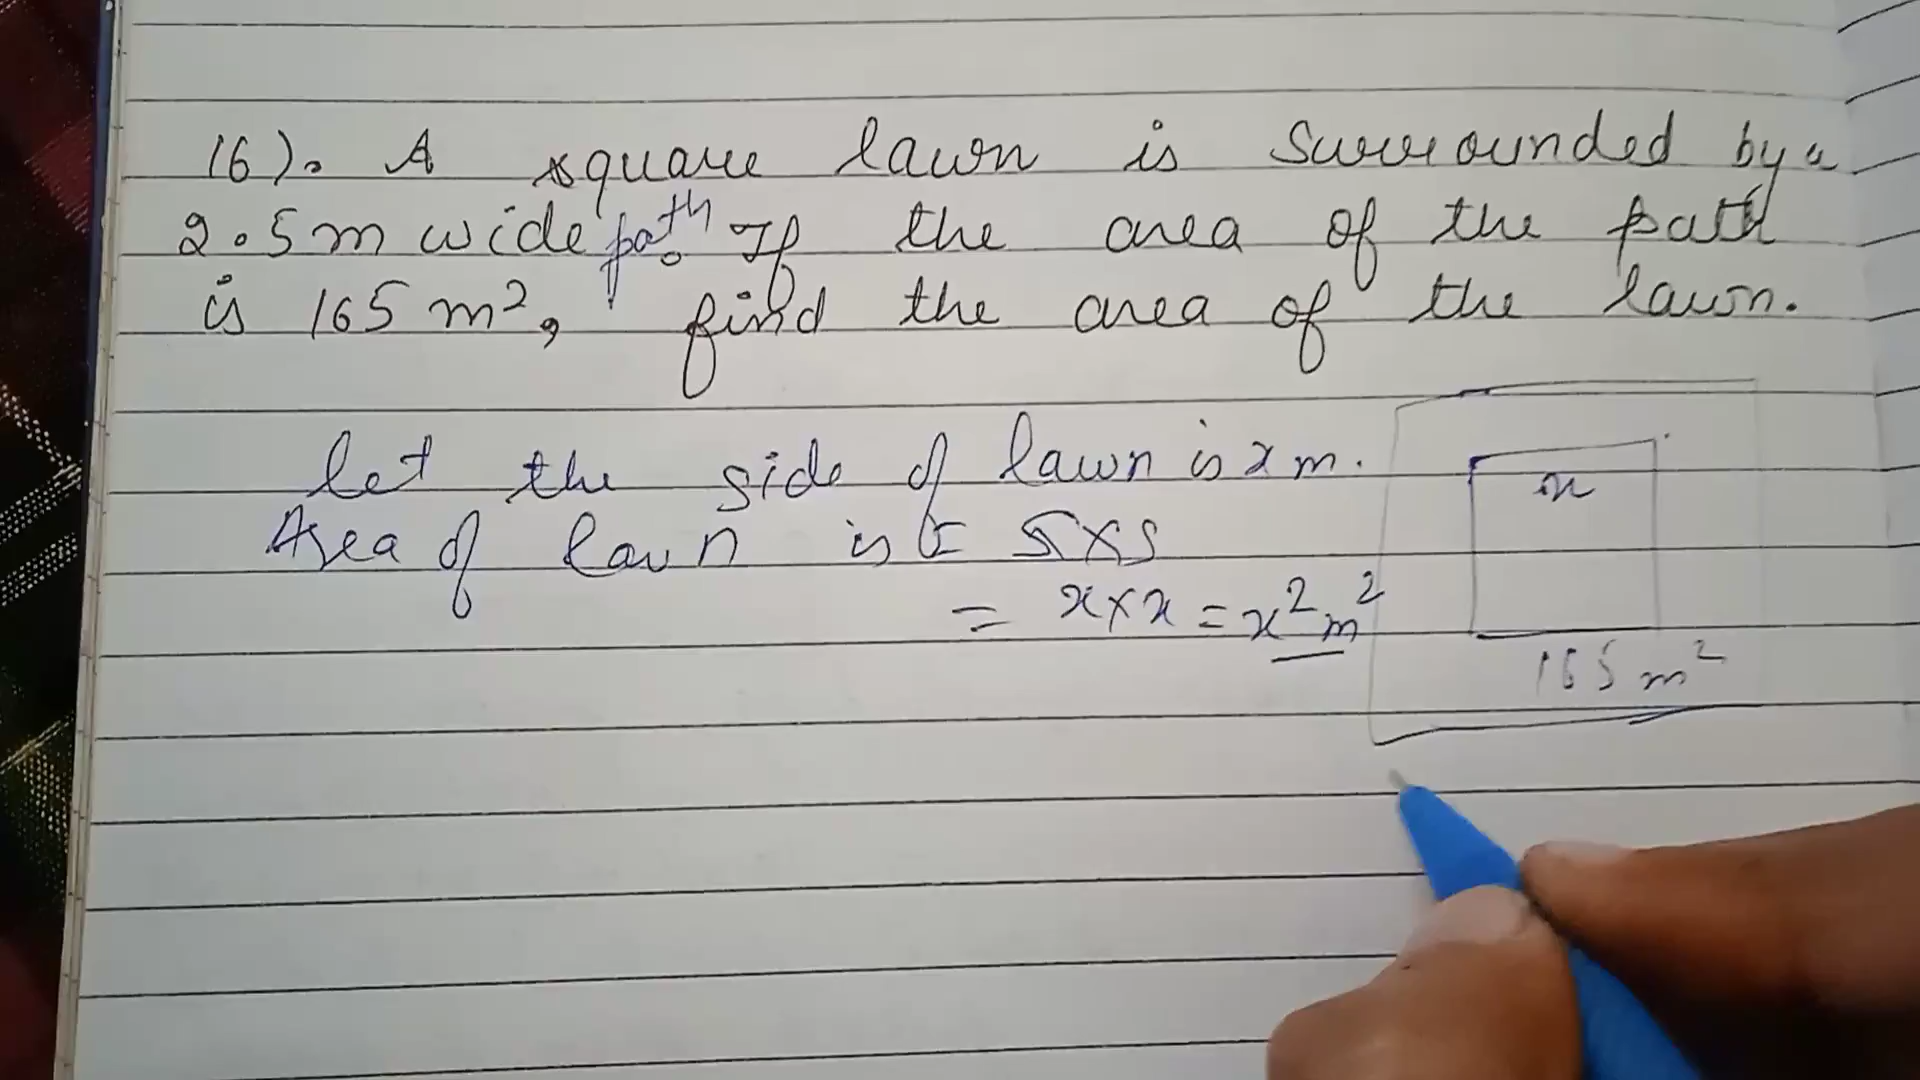 16). A square lawn is surrounded by a
2.5m wide path. If the area of the path
is 165 m², find the area of the lawn.
let the side of lawn is x m.
Area of lawn is = S×S
= x×x = x² m²
x
165 m²